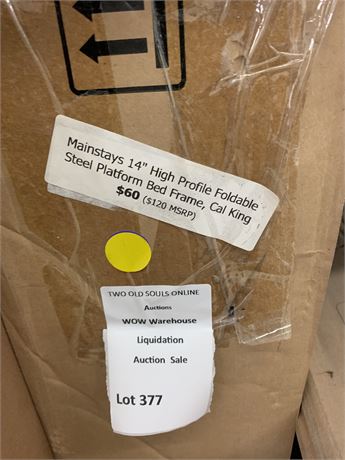 Mainstays 14" High Profile Foldable
Steel Platform Bed Frame, Cal King
$60 ($120 MSRP)
TWO OLD SOULS ONLINE
Auctions
WOW Warehouse
Liquidation
Auction Sale
Lot 377